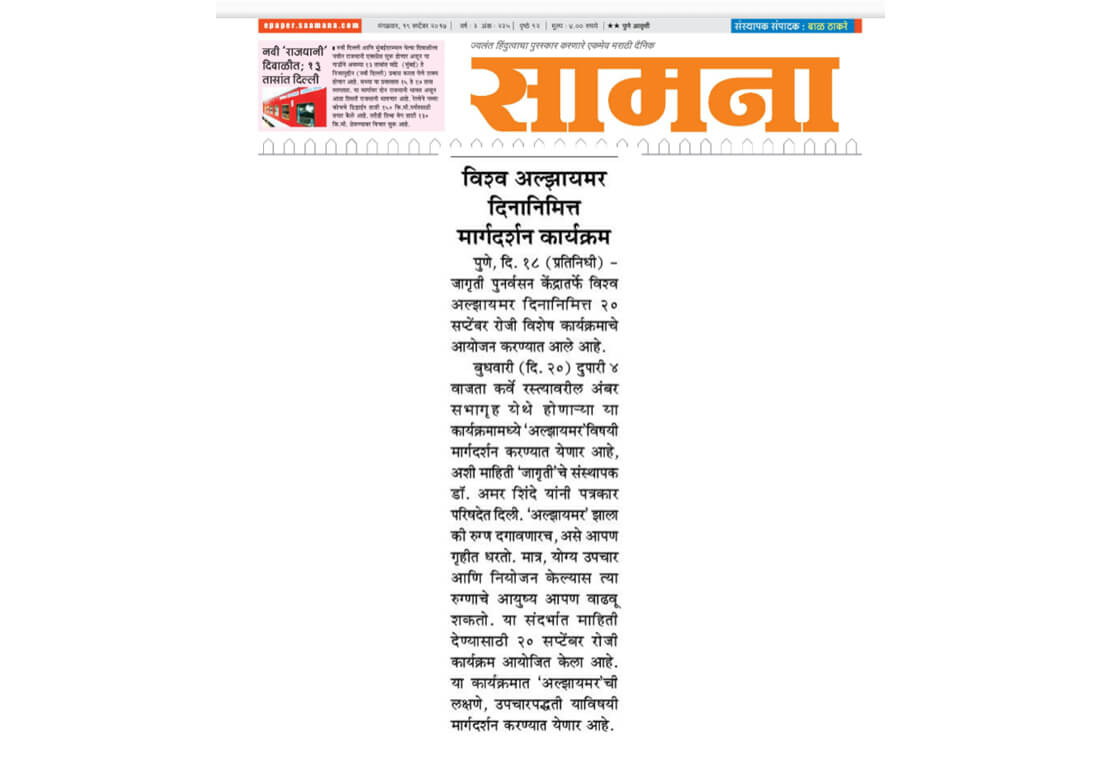 epaper.saamana.com
मंगळवार, १९ सप्टेंबर २०१७ | वर्ष : ३ अंक : २२५ | पृष्ठे १२ | मूल्य : ४.०० रुपये | ★★ पुणे आवृत्ती
संस्थापक संपादक : बाळ ठाकरे
नवी ‘राजधानी’
दिवाळीत; १३
तासांत दिल्ली
ज्वलंत हिंदुत्वाचा पुरस्कार करणारे एकमेव मराठी दैनिक
सामना
विश्व अल्झायमर
दिनानिमित्त
मार्गदर्शन कार्यक्रम
पुणे, दि. १८ (प्रतिनिधी) –
जागृती पुनर्वसन केंद्रातर्फे विश्व
अल्झायमर दिनानिमित्त २०
सप्टेंबर रोजी विशेष कार्यक्रमाचे
आयोजन करण्यात आले आहे.
बुधवारी (दि. २०) दुपारी ४
वाजता कर्वे रस्त्यावरील अंबर
सभागृह येथे होणाऱ्या या
कार्यक्रमामध्ये ‘अल्झायमर’विषयी
मार्गदर्शन करण्यात येणार आहे,
अशी माहिती ‘जागृती’चे संस्थापक
डॉ. अमर शिंदे यांनी पत्रकार
परिषदेत दिली. ‘अल्झायमर’ झाला
की रुग्ण दगावणारच, असे आपण
गृहीत धरतो. मात्र, योग्य उपचार
आणि नियोजन केल्यास त्या
रुग्णाचे आयुष्य आपण वाढवू
शकतो. या संदर्भात माहिती
देण्यासाठी २० सप्टेंबर रोजी
कार्यक्रम आयोजित केला आहे.
या कार्यक्रमात ‘अल्झायमर’ची
लक्षणे, उपचारपद्धती याविषयी
मार्गदर्शन करण्यात येणार आहे.